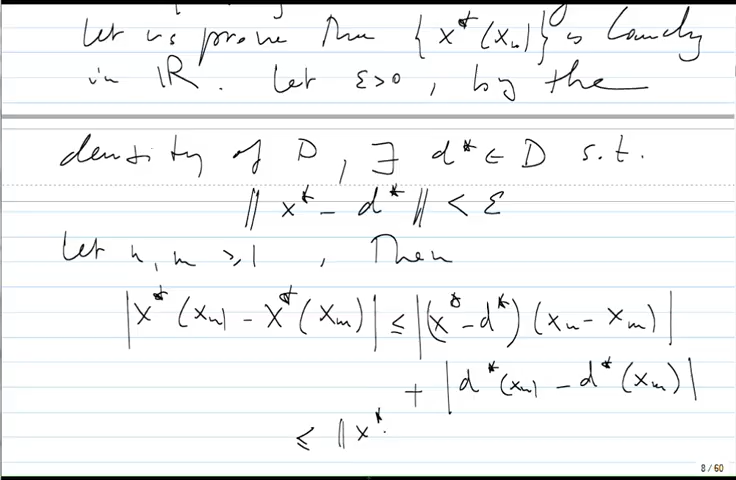 Let us prove then {x*(xₙ)} is Cauchy
in ℝ. Let ε>0, by the
density of D, ∃ d* ∈ D s.t.
‖ x* - d* ‖ < ε
Let n, m ≥ 1, Then
|x*(xₙ) - x*(xₘ)| ≤ |(x* - d*)(xₙ - xₘ)|
+ |d*(xₙ) - d*(xₘ)|
≤ ‖x*
8 / 60